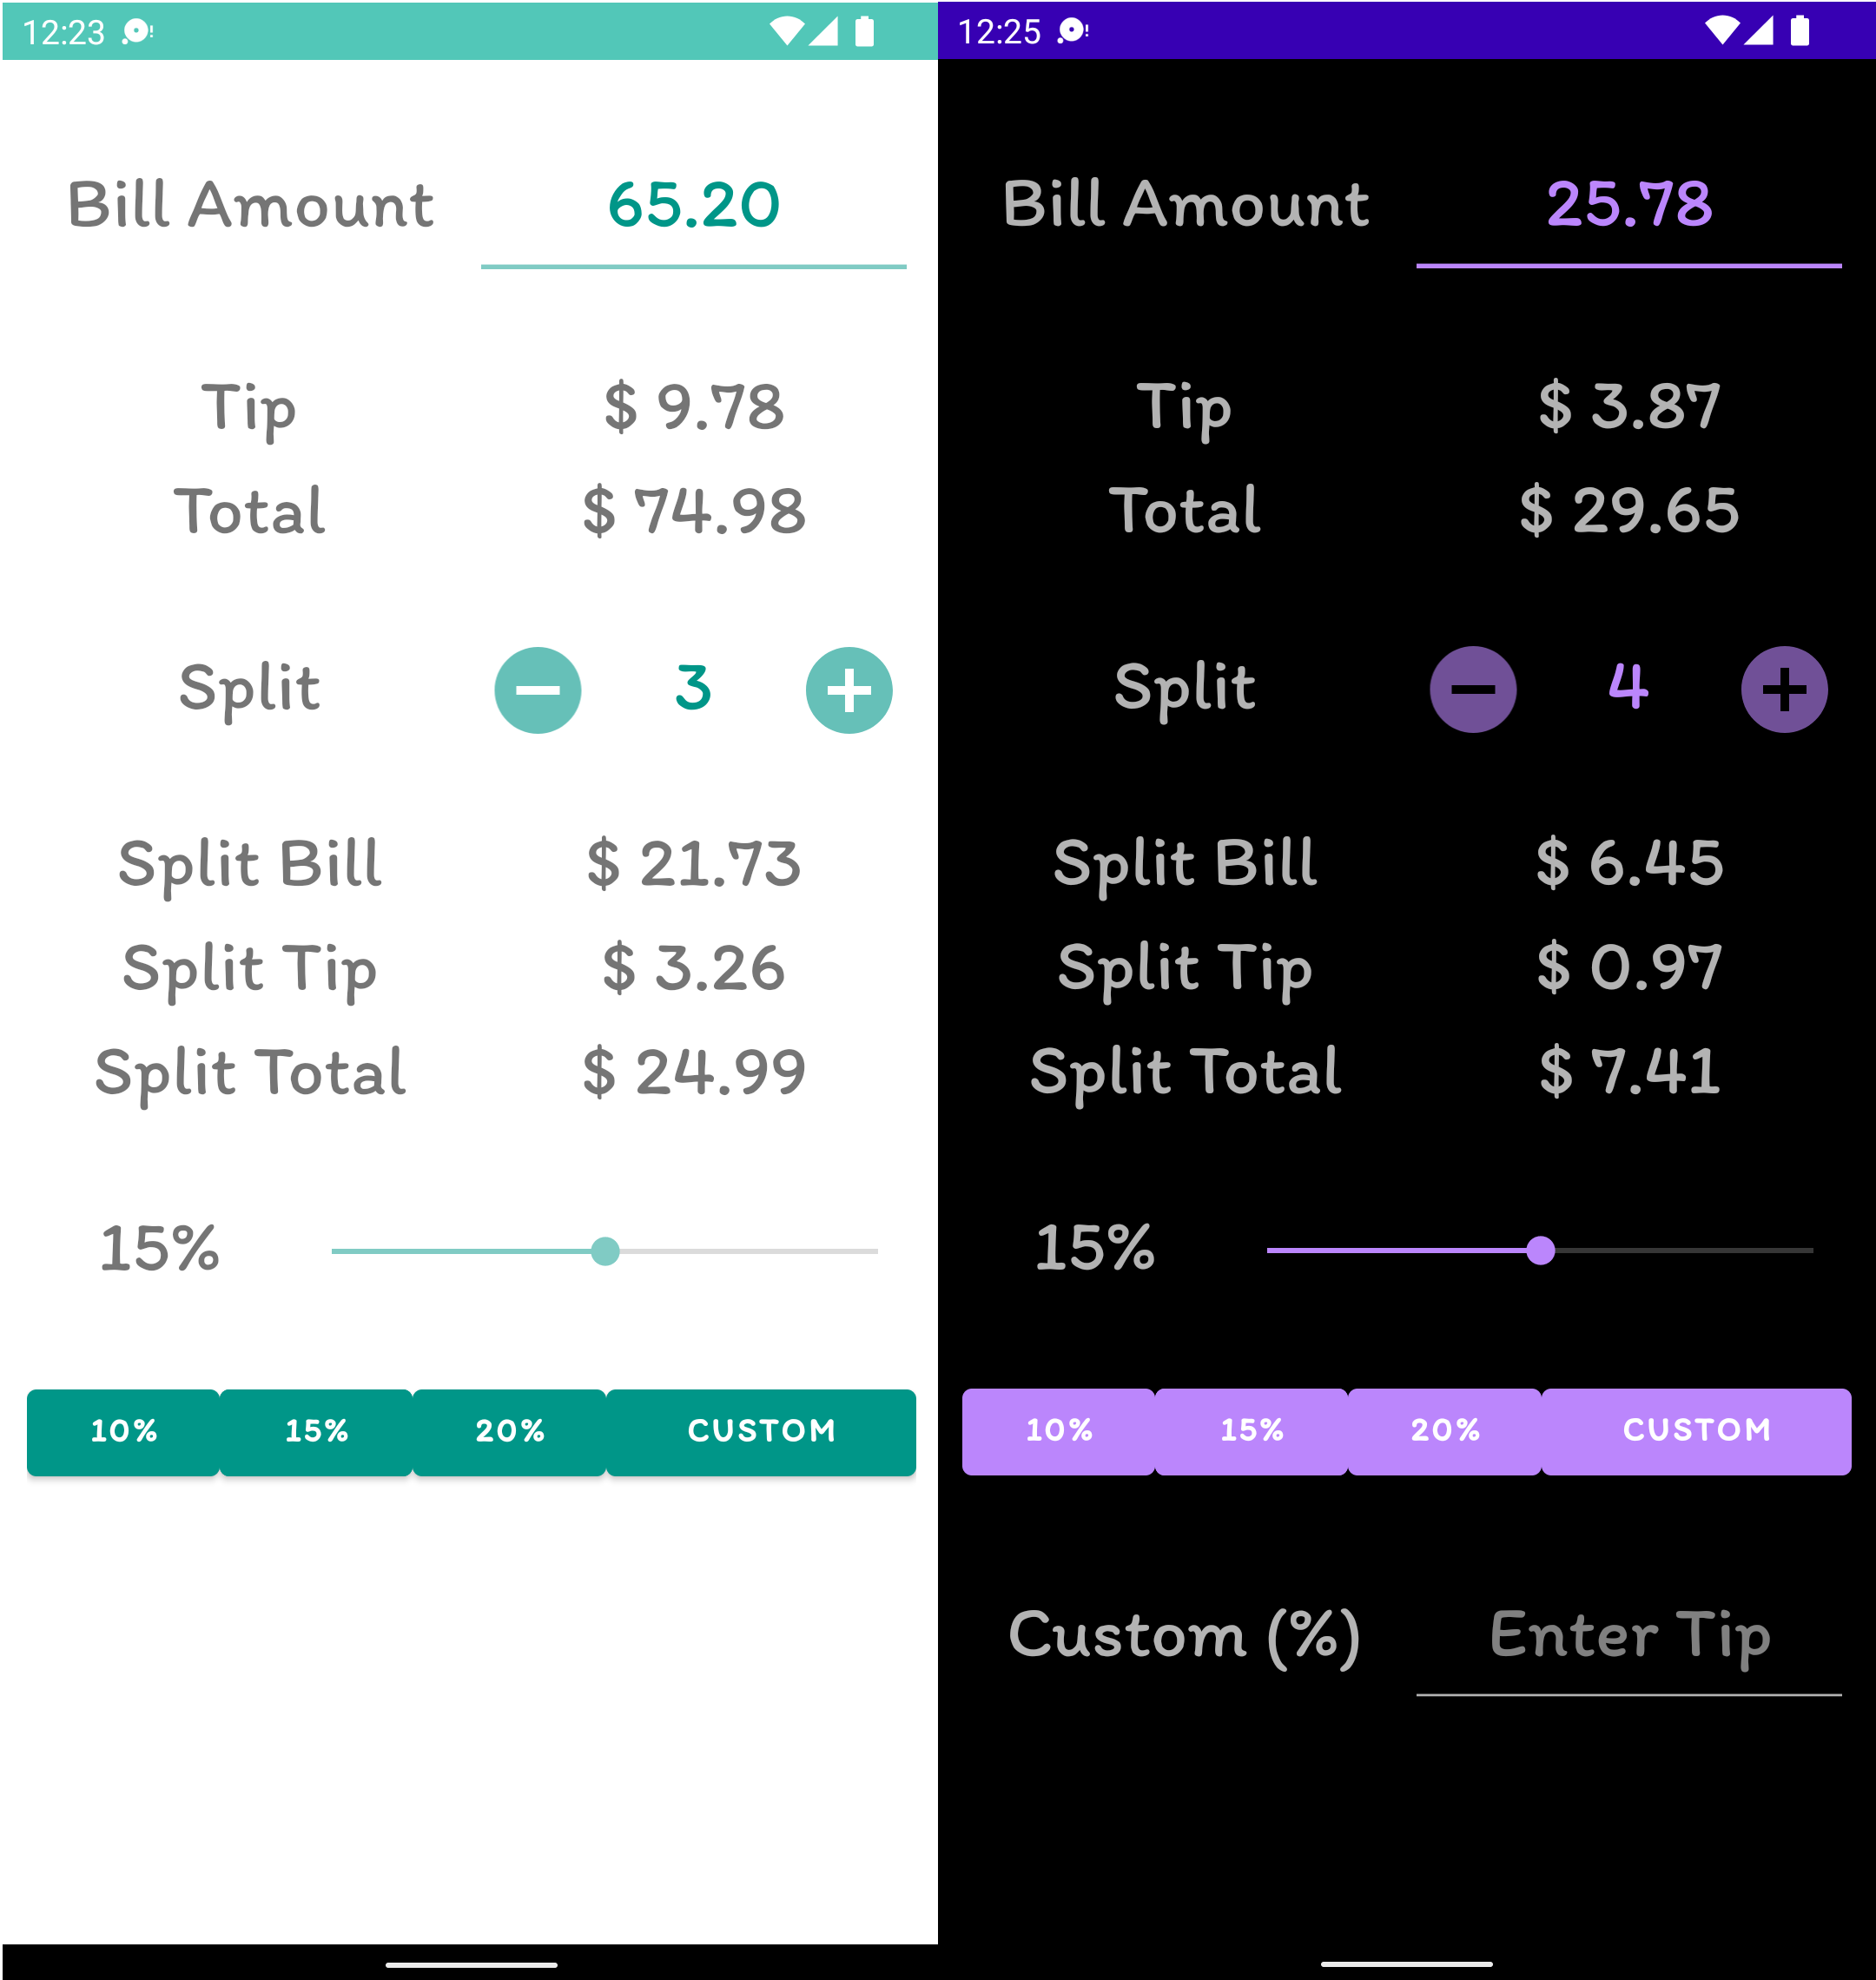 12:23
Bill Amount 65.20
Tip $ 9.78
Total $ 74.98
Split 3
Split Bill $ 21.73
Split Tip $ 3.26
Split Total $ 24.99
15%
10% 15% 20% CUSTOM
12:25
Bill Amount 25.78
Tip $ 3.87
Total $ 29.65
Split 4
Split Bill $ 6.45
Split Tip $ 0.97
Split Total $ 7.41
15%
10% 15% 20% CUSTOM
Custom (%) Enter Tip